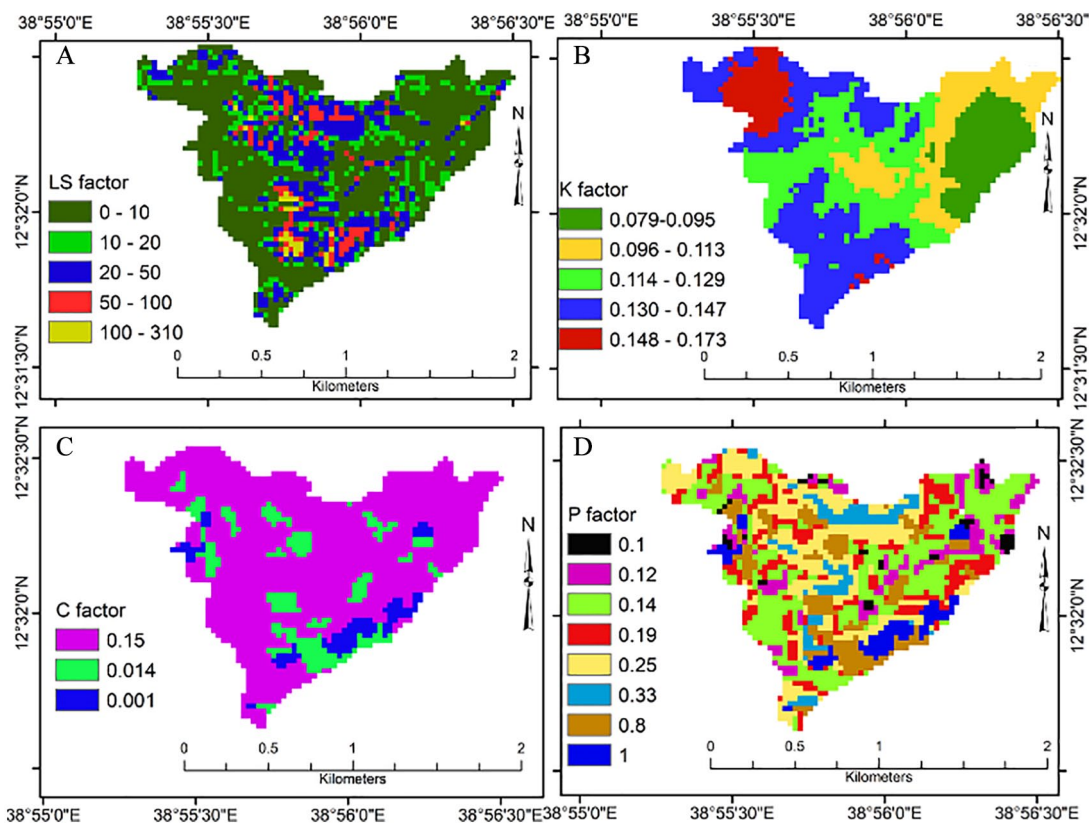 38°55'0"E 38°55'30"E 38°56'0"E 38°56'30"E 38°55'0"E 38°55'30"E 38°56'0"E 38°56'30"E
A
N
LS factor
0 - 10
10 - 20
20 - 50
50 - 100
100 - 310
0 0.5 1 2
Kilometers
12°32'0"N
12°31'30"N
B
N
K factor
0.079-0.095
0.096 - 0.113
0.114 - 0.129
0.130 - 0.147
0.148 - 0.173
0 0.5 1 2
Kilometers
12°32'0"N
12°31'30"N
C
N
C factor
0.15
0.014
0.001
0 0.5 1 2
Kilometers
12°32'30"N
12°32'0"N
D
N
P factor
0.1
0.12
0.14
0.19
0.25
0.33
0.8
1
0 0.5 1 2
Kilometers
12°32'30"N
12°32'0"N
38°55'0"E 38°55'30"E 38°56'0"E 38°55'30"E 38°56'0"E 38°56'30"E